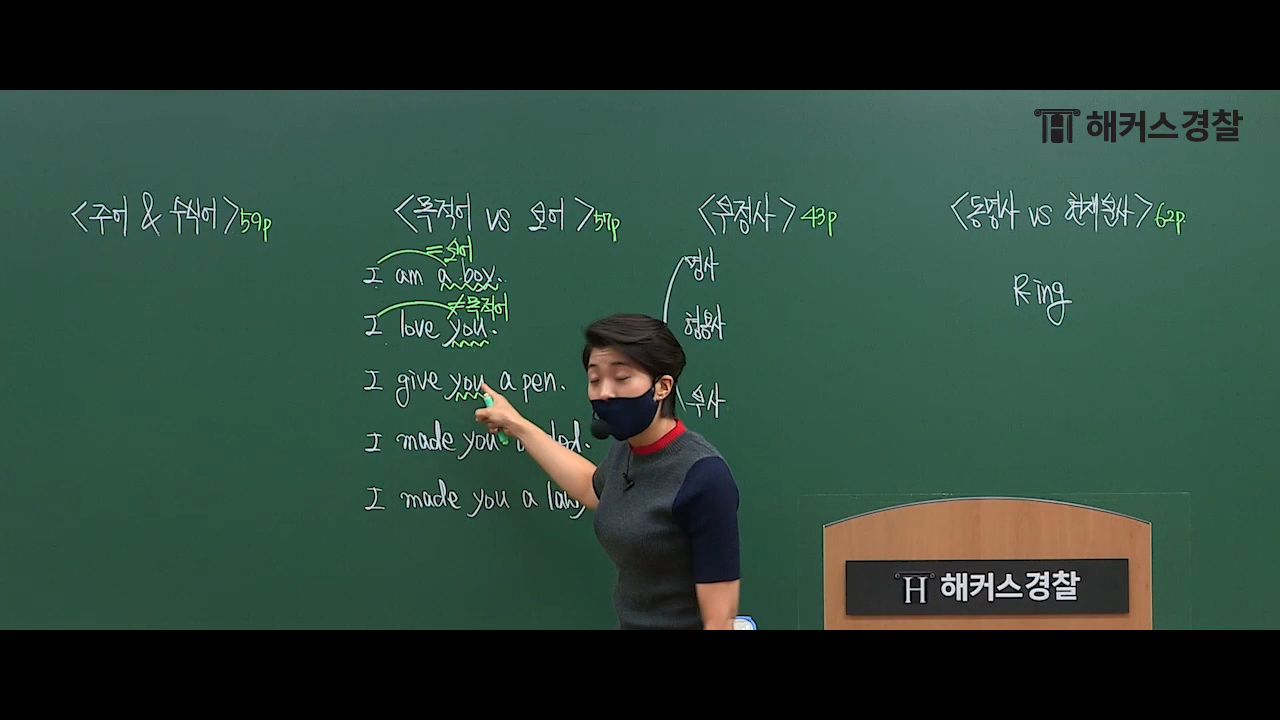 해커스경찰
<주어 & 수식어> 59p
<목적어 vs 보어> 57p
= 보어
I am a boy.
≠ 목적어
I love you.
I give you a pen.
I made you
I made you a
<부정사> 43p
명사
형용사
부사
<동명사 vs 현재분사> 62p
Ring
H 해커스경찰